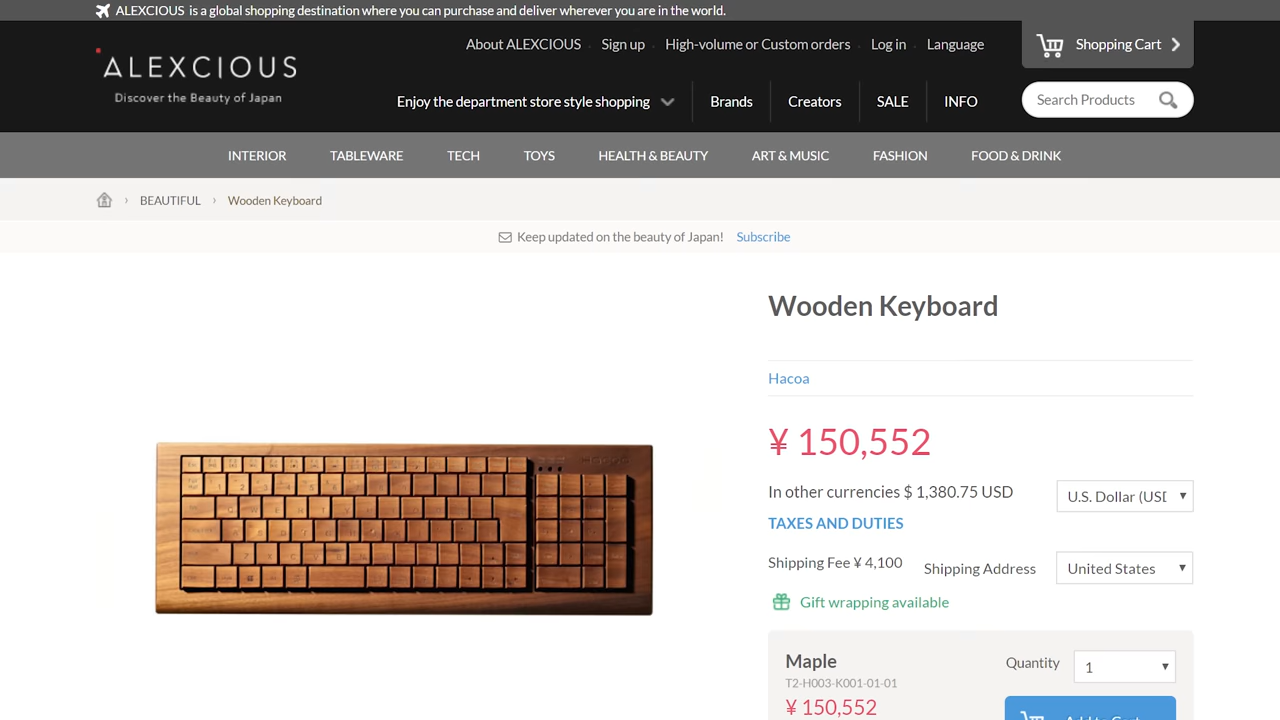 ALEXCIOUS is a global shopping destination where you can purchase and deliver wherever you are in the world.
About ALEXCIOUS
Sign up
High-volume or Custom orders
Log in
Language
Shopping Cart
ALEXCIOUS
Discover the Beauty of Japan
Enjoy the department store style shopping
Brands
Creators
SALE
INFO
Search Products
INTERIOR
TABLEWARE
TECH
TOYS
HEALTH & BEAUTY
ART & MUSIC
FASHION
FOOD & DRINK
BEAUTIFUL
Wooden Keyboard
Keep updated on the beauty of Japan! Subscribe
Wooden Keyboard
Hacoa
¥ 150,552
In other currencies $ 1,380.75 USD
U.S. Dollar (USD
TAXES AND DUTIES
Shipping Fee ¥ 4,100
Shipping Address
United States
Gift wrapping available
Maple
Quantity
1
T2-H003-K001-01-01
¥ 150,552
Add to Cart